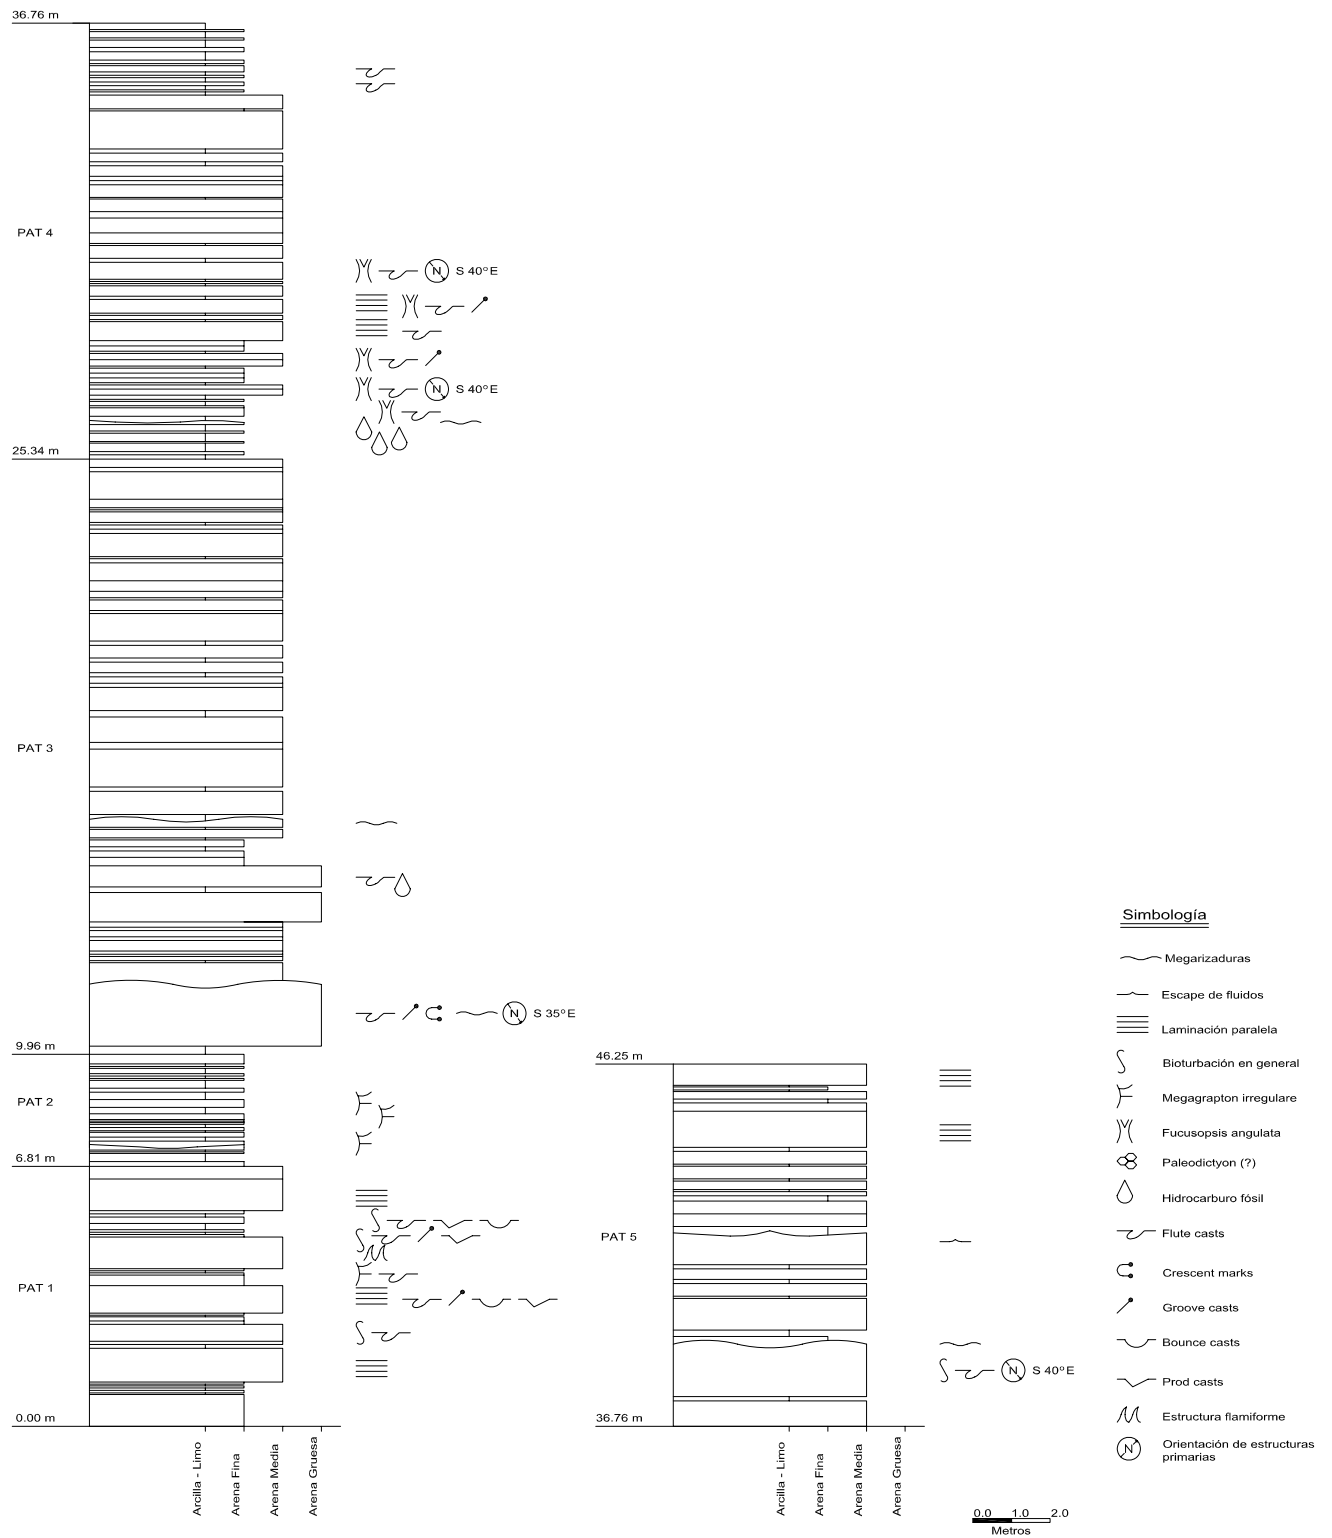 36.76 m
PAT 4
N S 40°E
N S 40°E
25.34 m
PAT 3
N S 35°E
9.96 m
PAT 2
6.81 m
PAT 1
0.00 m
Arcilla - Limo
Arena Fina
Arena Media
Arena Gruesa
46.25 m
PAT 5
N S 40°E
36.76 m
Arcilla - Limo
Arena Fina
Arena Media
Arena Gruesa
0.0 1.0 2.0
Metros
Simbología
Megarizaduras
Escape de fluidos
Laminación paralela
Bioturbación en general
Megagrapton irregulare
Fucusopsis angulata
Paleodictyon (?)
Hidrocarburo fósil
Flute casts
Crescent marks
Groove casts
Bounce casts
Prod casts
Estructura flamiforme
N Orientación de estructuras
primarias